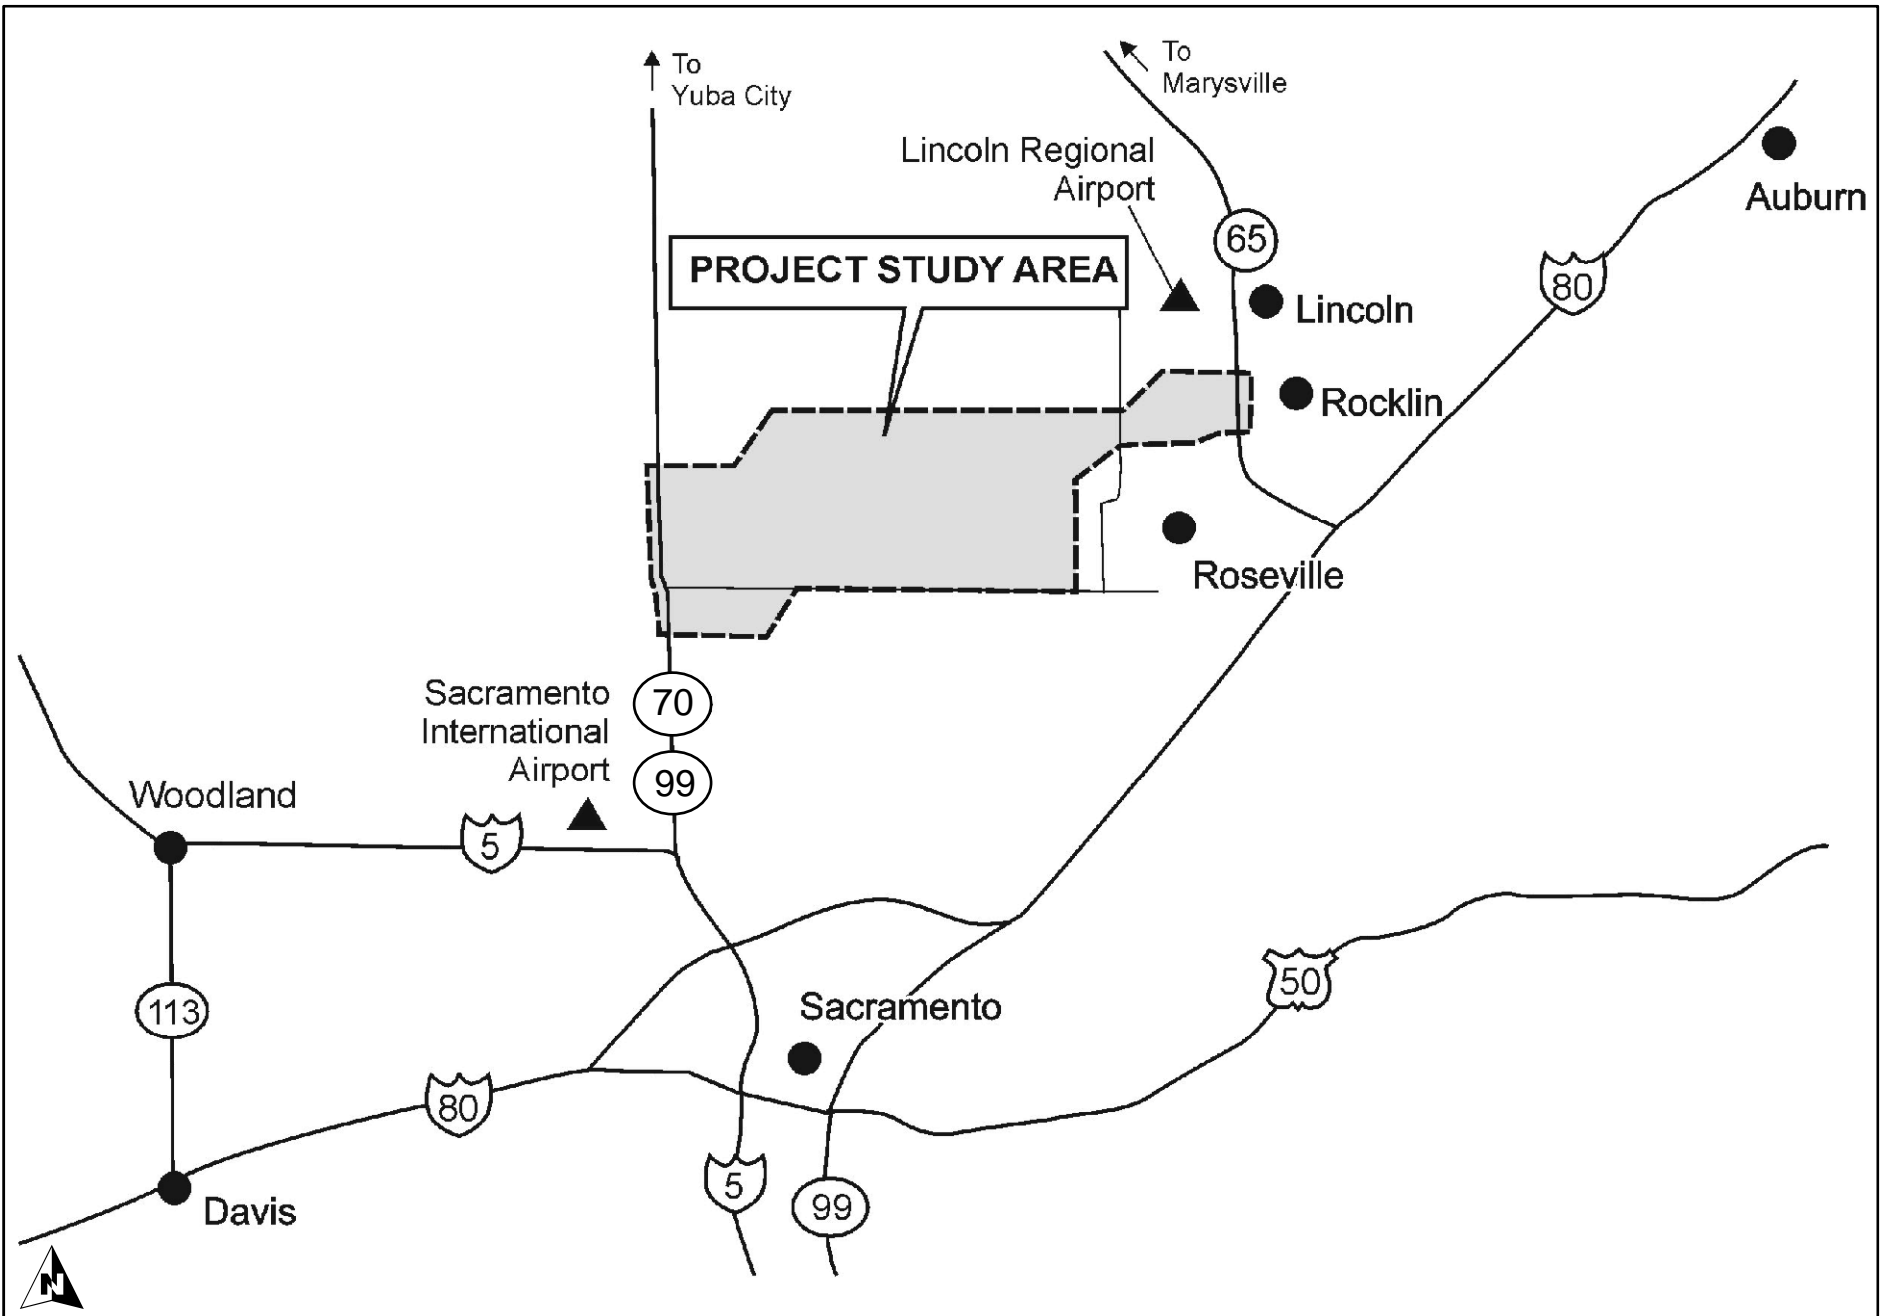 To
Yuba City
To
Marysville
Lincoln Regional
Airport
Auburn
65
PROJECT STUDY AREA
80
Lincoln
Rocklin
Roseville
Sacramento
International
Airport
70
99
Woodland
5
50
113
Sacramento
80
5
99
Davis
N